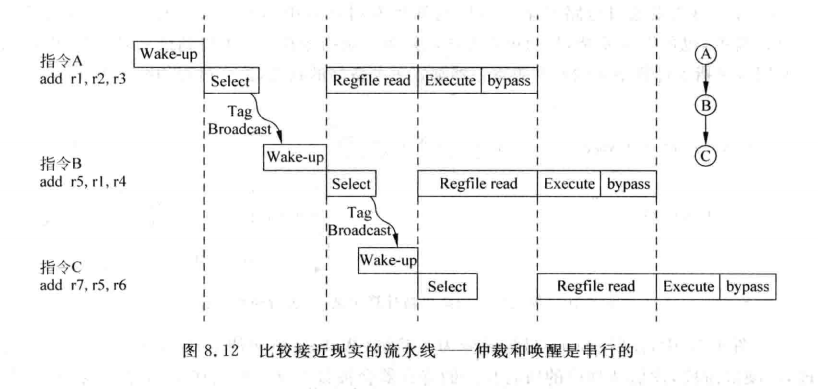 Wake-up
指令A
add r1, r2, r3
Select
Regfile read
Execute
bypass
A
Tag
Broadcast
B
Wake-up
C
指令B
add r5, r1, r4
Select
Regfile read
Execute
bypass
Tag
Broadcast
Wake-up
指令C
add r7, r5, r6
Select
Regfile read
Execute
bypass
图 8.12 比较接近现实的流水线——仲裁和唤醒是串行的